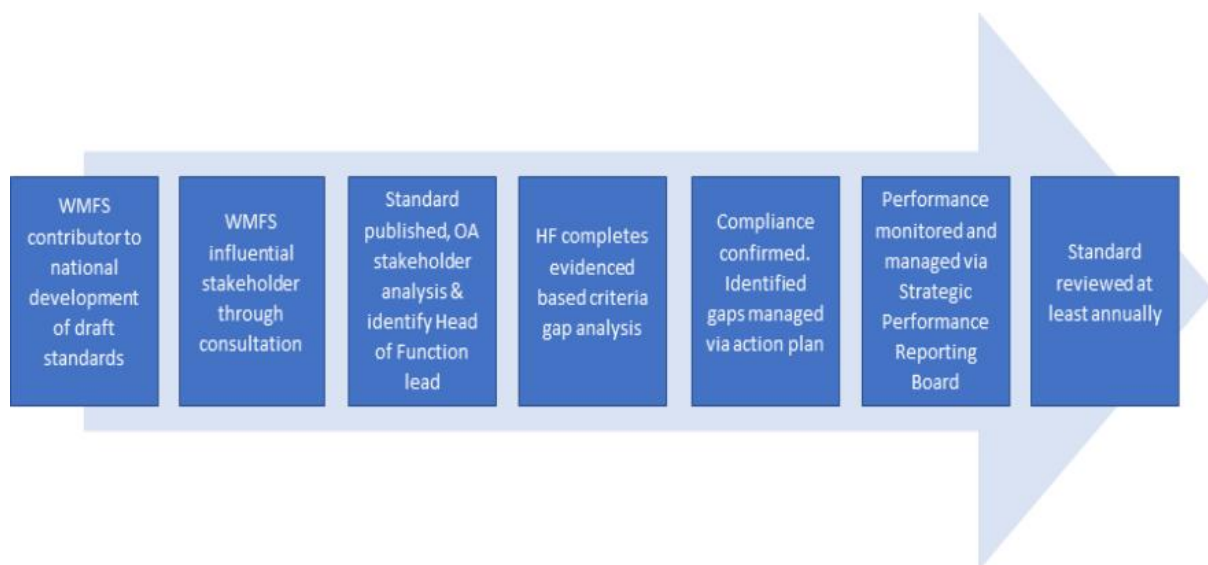 WMFS
contributor to
national
development
of draft
standards
WMFS
influential
stakeholder
through
consultation
Standard
published, OA
stakeholder
analysis &
identify Head
of Function
lead
HF completes
evidenced
based criteria
gap analysis
Compliance
confirmed.
Identified
gaps managed
via action plan
Performance
monitored and
managed via
Strategic
Performance
Reporting
Board
Standard
reviewed at
least annually